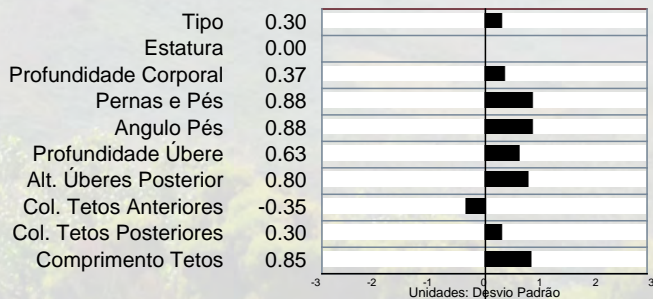 Tipo 0.30
Estatura 0.00
Profundidade Corporal 0.37
Pernas e Pés 0.88
Angulo Pés 0.88
Profundidade Úbere 0.63
Alt. Úberes Posterior 0.80
Col. Tetos Anteriores -0.35
Col. Tetos Posteriores 0.30
Comprimento Tetos 0.85
-3 -2 -1 0 1 2 3
Unidades: Desvio Padrão